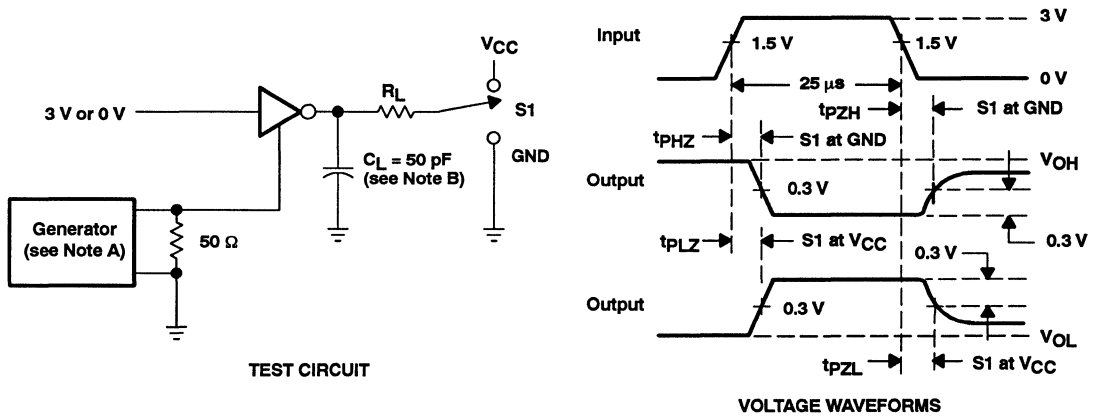 VCC
RL
3 V or 0 V
S1
GND
CL = 50 pF
(see Note B)
Generator
(see Note A)
50 Ω
TEST CIRCUIT
3 V
Input
1.5 V
1.5 V
0 V
25 μs
tPZH
S1 at GND
tPHZ
S1 at GND
VOH
Output
0.3 V
0.3 V
tPLZ
S1 at VCC
0.3 V
Output
0.3 V
VOL
tPZL
S1 at VCC
VOLTAGE WAVEFORMS